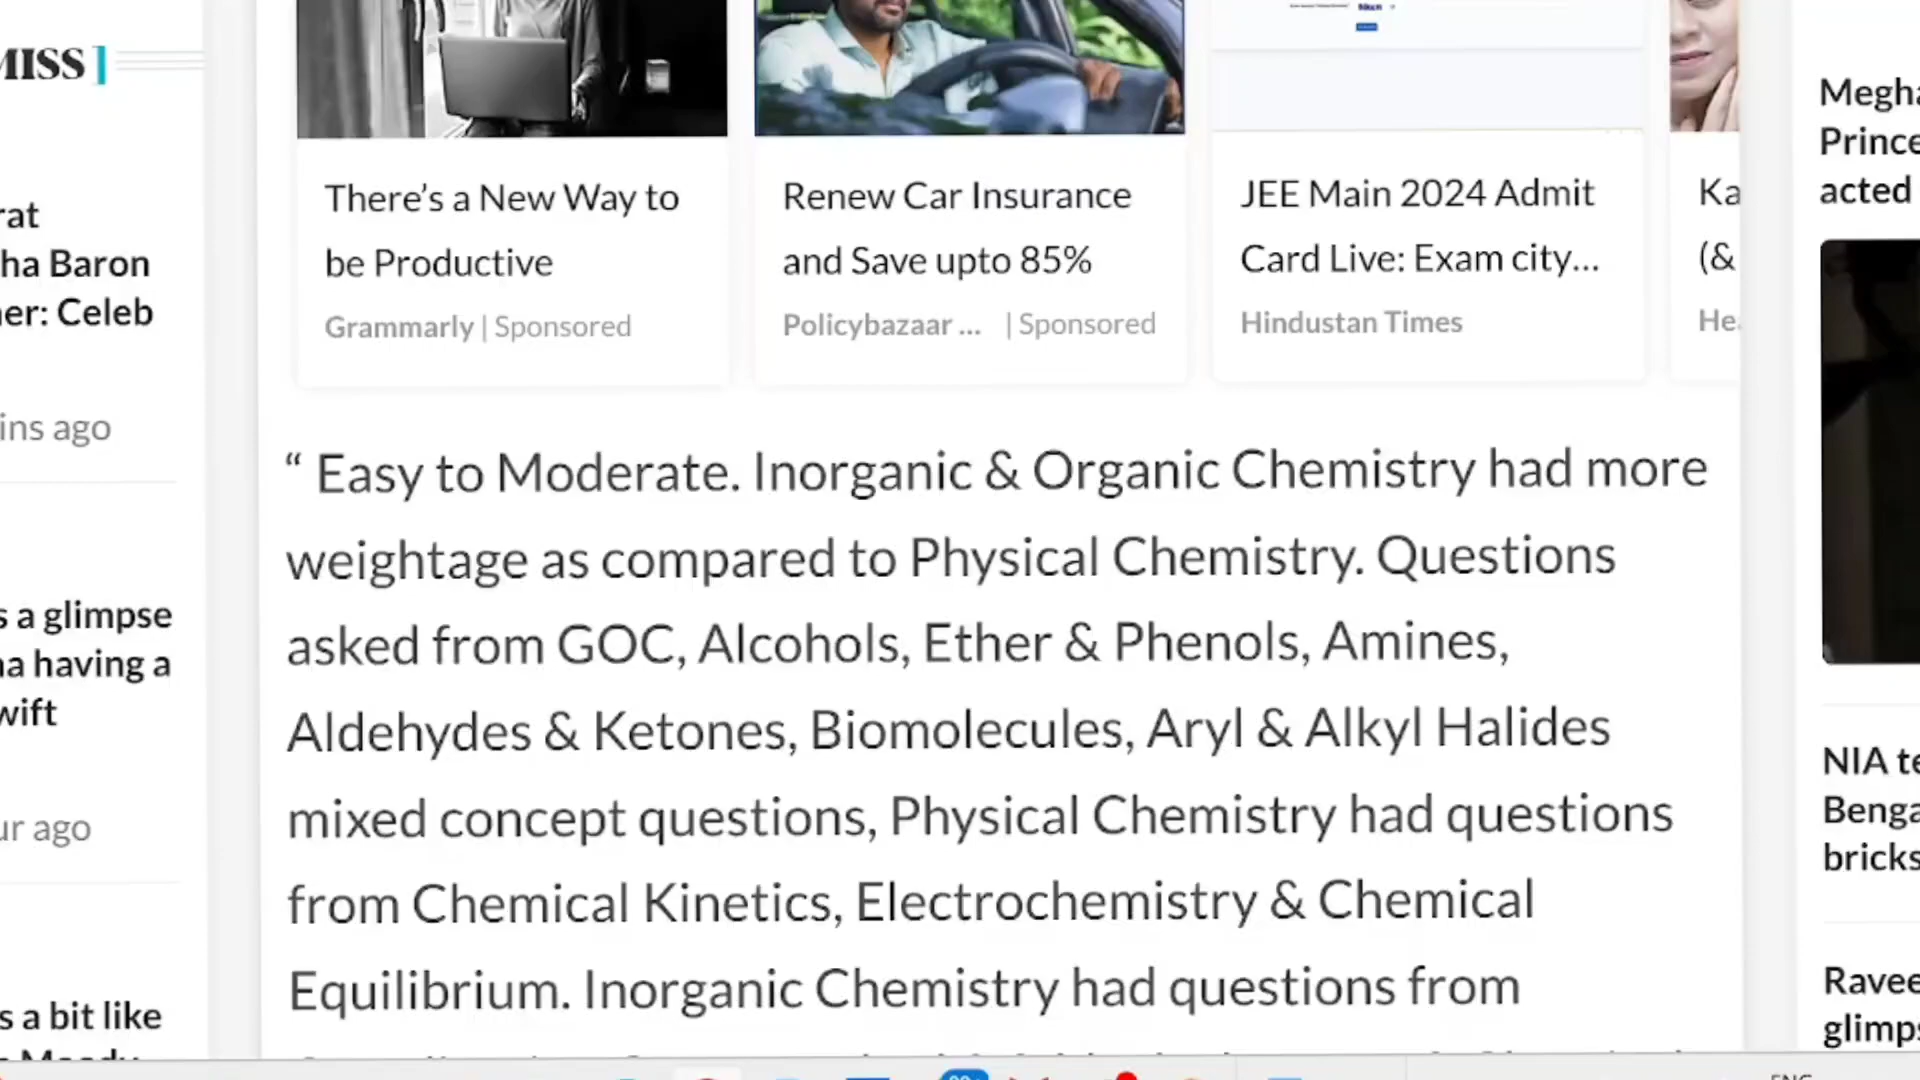 MISS ]
rat
ha Baron
er: Celeb
ins ago
s a glimpse
a having a
wift
ur ago
s a bit like
There's a New Way to
be Productive
Grammarly | Sponsored
Renew Car Insurance
and Save upto 85%
Policybazaar ... | Sponsored
JEE Main 2024 Admit
Card Live: Exam city...
Hindustan Times
Ka
(&
He
“ Easy to Moderate. Inorganic & Organic Chemistry had more
weightage as compared to Physical Chemistry. Questions
asked from GOC, Alcohols, Ether & Phenols, Amines,
Aldehydes & Ketones, Biomolecules, Aryl & Alkyl Halides
mixed concept questions, Physical Chemistry had questions
from Chemical Kinetics, Electrochemistry & Chemical
Equilibrium. Inorganic Chemistry had questions from
Megha
Prince
acted
NIA te
Benga
bricks
Ravee
glimps
ENG